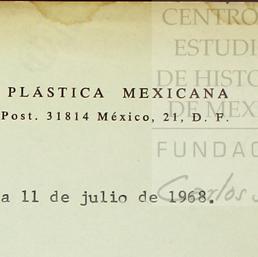 CENTRO
ESTUDI
DE HISTO
DE MEX
FUNDAC
Carlos S
PLÁSTICA MEXICANA
Post. 31814 México, 21, D. F.
a 11 de julio de 1968.